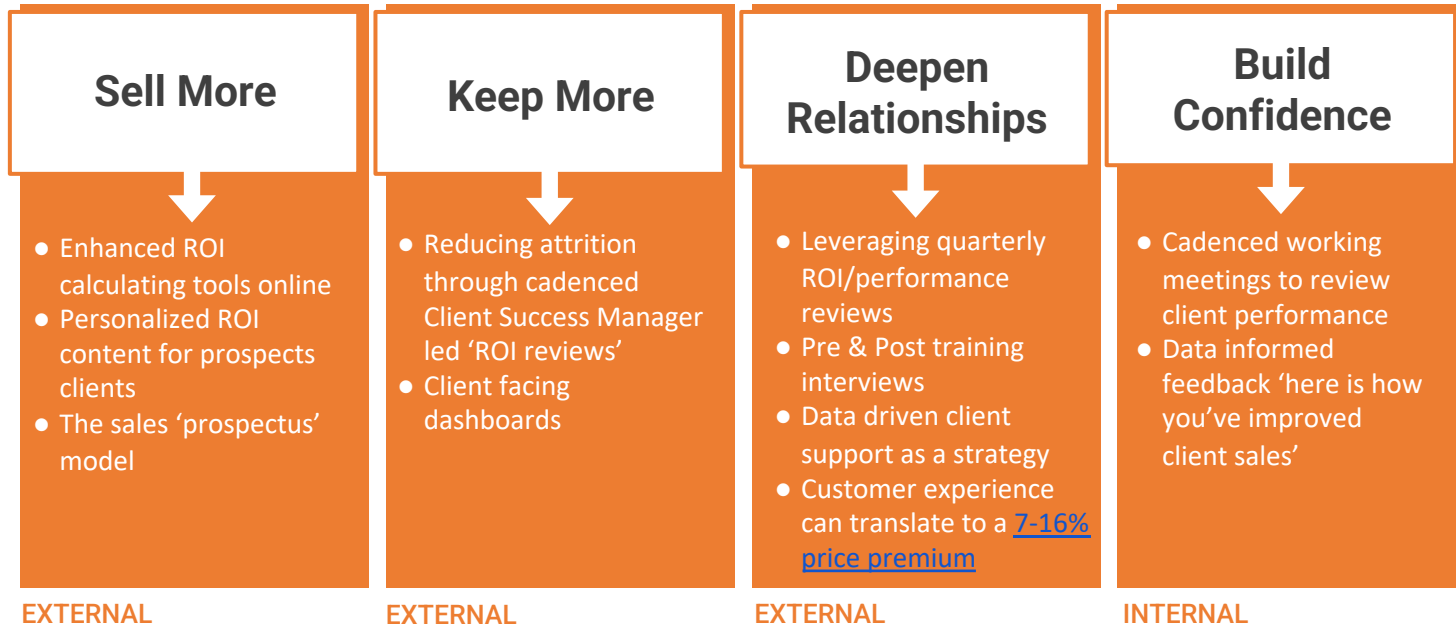 Sell More
● Enhanced ROI
calculating tools online
● Personalized ROI
content for prospects
clients
● The sales ‘prospectus’
model
EXTERNAL
Keep More
● Reducing attrition
through cadenced
Client Success Manager
led ‘ROI reviews’
● Client facing
dashboards
EXTERNAL
Deepen
Relationships
● Leveraging quarterly
ROI/performance
reviews
● Pre & Post training
interviews
● Data driven client
support as a strategy
● Customer experience
can translate to a 7-16%
price premium
EXTERNAL
Build
Confidence
● Cadenced working
meetings to review
client performance
● Data informed
feedback ‘here is how
you’ve improved
client sales’
INTERNAL